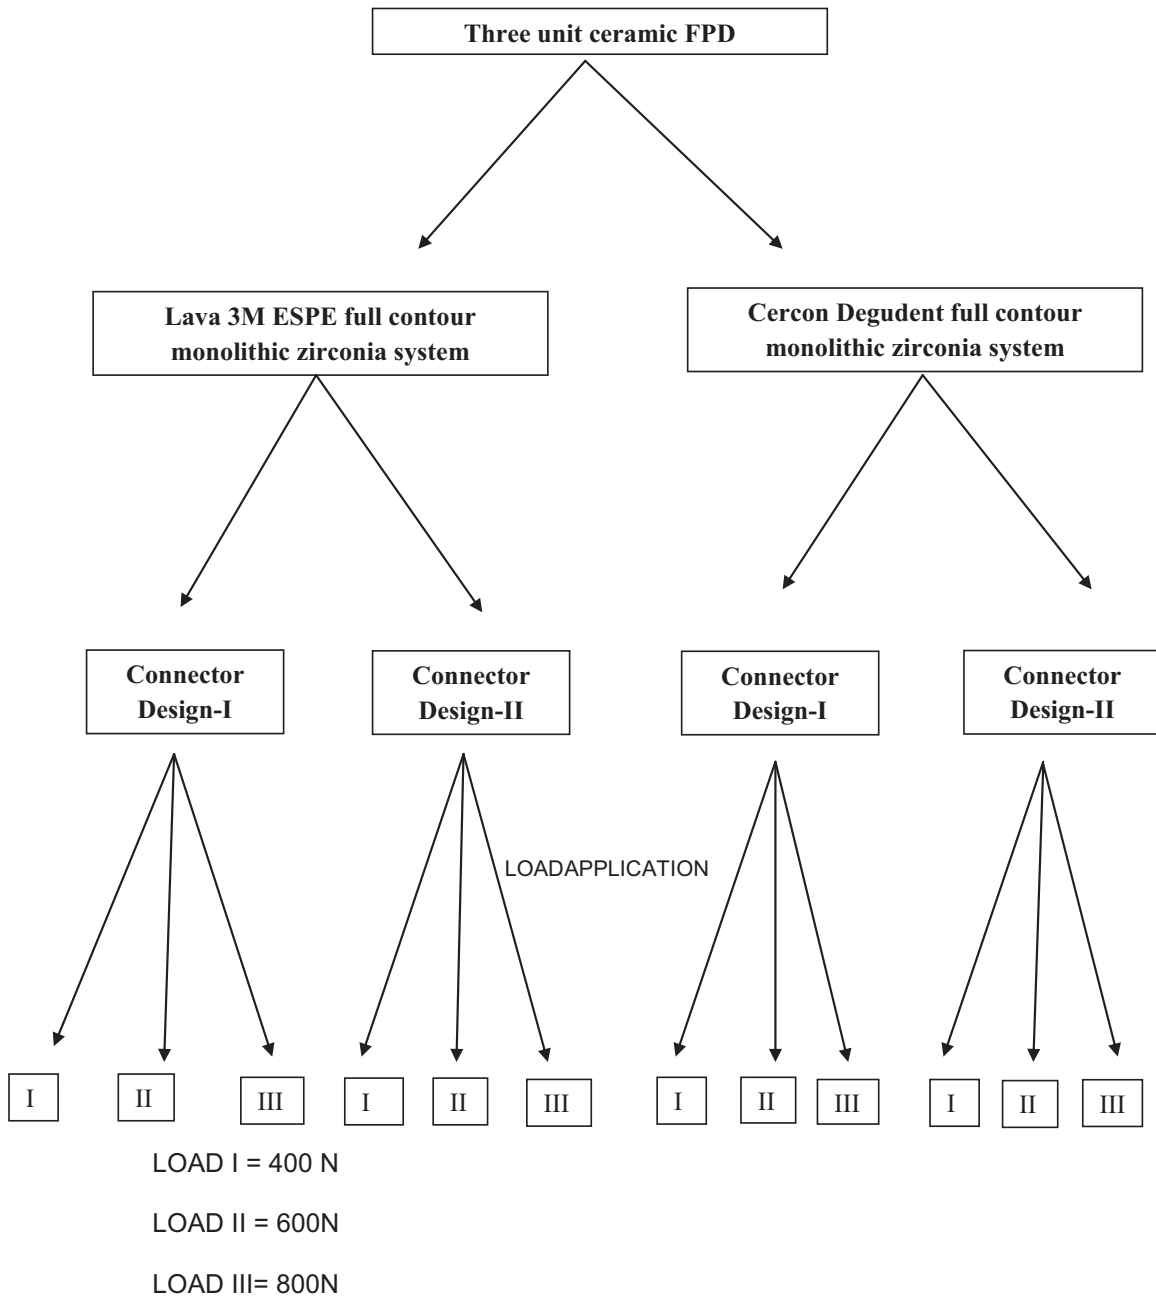 Three unit ceramic FPD
Lava 3M ESPE full contour
monolithic zirconia system
Cercon Degudent full contour
monolithic zirconia system
Connector
Design-I
Connector
Design-II
Connector
Design-I
Connector
Design-II
LOADAPPLICATION
I
II
III
I
II
III
I
II
III
I
II
III
LOAD I = 400 N
LOAD II = 600N
LOAD III= 800N